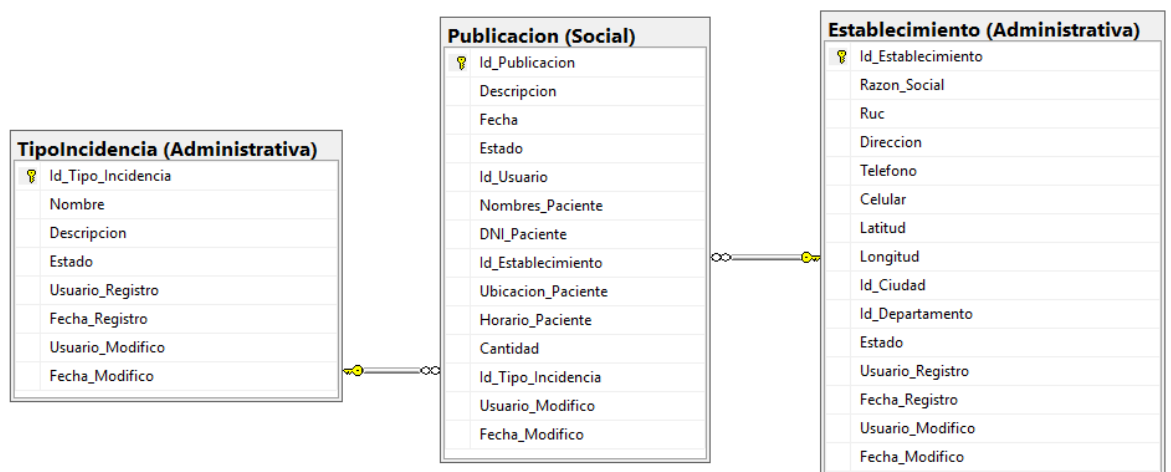 TipoIncidencia (Administrativa)
Id_Tipo_Incidencia
Nombre
Descripcion
Estado
Usuario_Registro
Fecha_Registro
Usuario_Modifico
Fecha_Modifico
Publicacion (Social)
Id_Publicacion
Descripcion
Fecha
Estado
Id_Usuario
Nombres_Paciente
DNI_Paciente
Id_Establecimiento
Ubicacion_Paciente
Horario_Paciente
Cantidad
Id_Tipo_Incidencia
Usuario_Modifico
Fecha_Modifico
Establecimiento (Administrativa)
Id_Establecimiento
Razon_Social
Ruc
Direccion
Telefono
Celular
Latitud
Longitud
Id_Ciudad
Id_Departamento
Estado
Usuario_Registro
Fecha_Registro
Usuario_Modifico
Fecha_Modifico